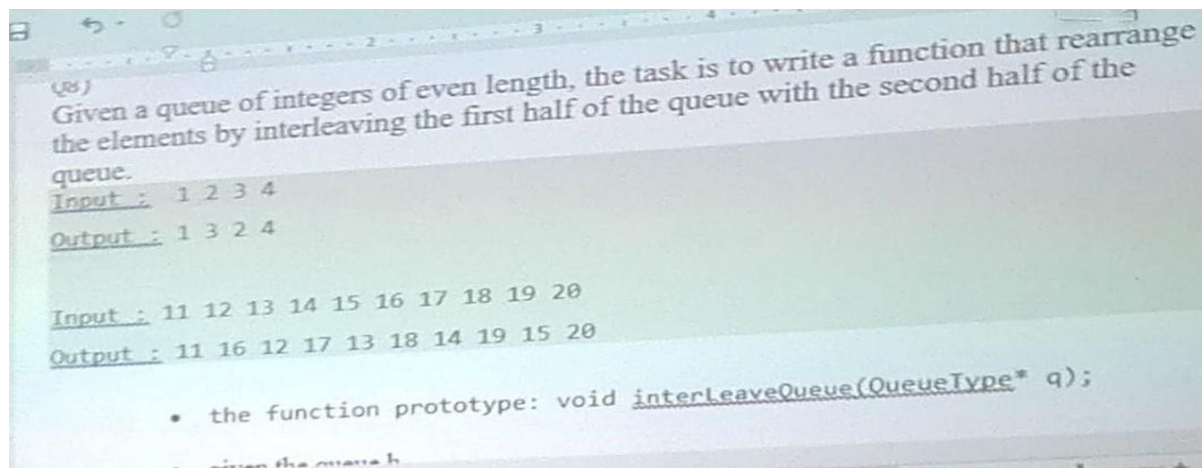 2
3
4
Given a queue of integers of even length, the task is to write a function that rearrange
the elements by interleaving the first half of the queue with the second half of the
queue.
Input : 1 2 3 4
Output : 1 3 2 4
Input : 11 12 13 14 15 16 17 18 19 20
Output : 11 16 12 17 13 18 14 19 15 20
• the function prototype: void interLeaveQueue(QueueType* q);